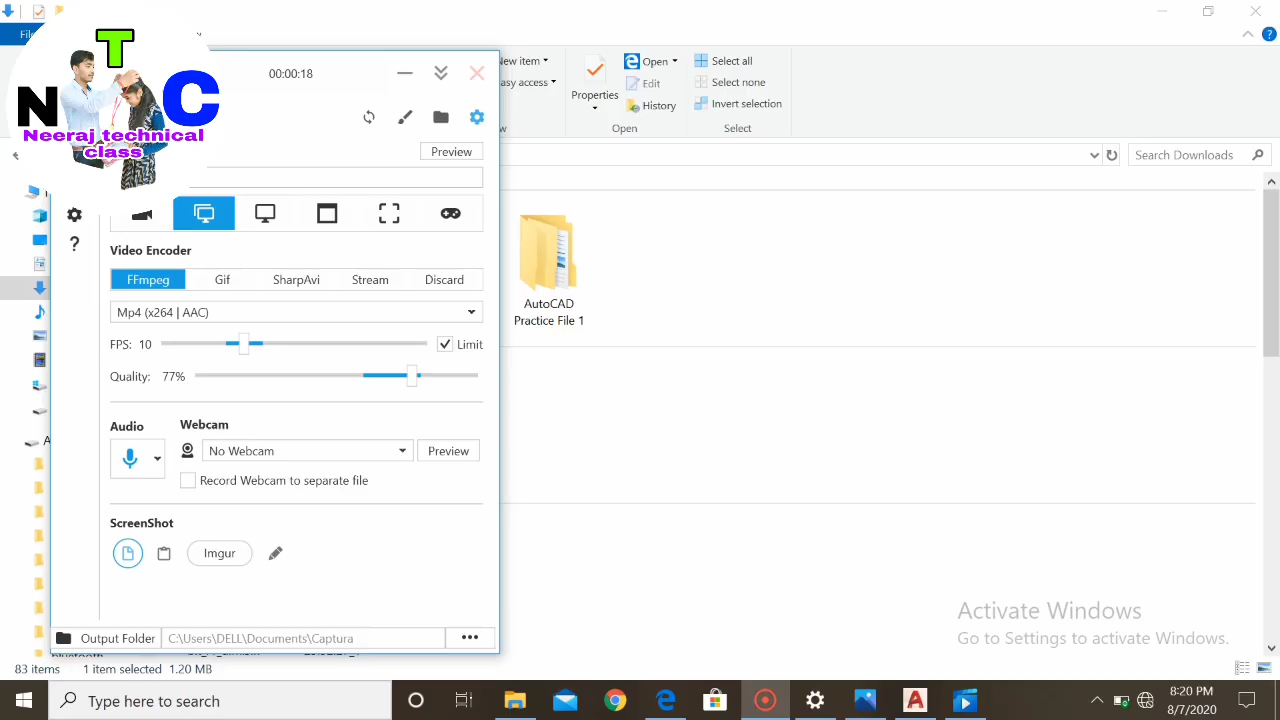 T
N C
Neeraj technical
class
Fil
00:00:18
New item
Easy access
Properties
Open
Edit
History
Select all
Select none
Invert selection
Open
Select
Preview
Search Downloads
?
Video Encoder
FFmpeg Gif SharpAvi Stream Discard
Mp4 (x264 | AAC)
FPS: 10 Limit
Quality: 77%
Audio Webcam
No Webcam Preview
Record Webcam to separate file
ScreenShot
Imgur
Output Folder C:\Users\DELL\Documents\Captura ...
AutoCAD
Practice File 1
Activate Windows
Go to Settings to activate Windows.
83 items 1 item selected 1.20 MB
Type here to search
8:20 PM
8/7/2020